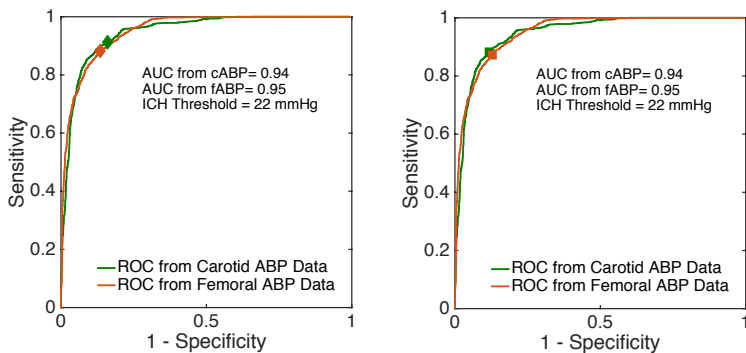 Sensitivity
1
0.8
0.6
0.4
0.2
0
AUC from cABP= 0.94
AUC from fABP= 0.95
ICH Threshold = 22 mmHg
ROC from Carotid ABP Data
ROC from Femoral ABP Data
0
0.5
1
1 - Specificity
Sensitivity
1
0.8
0.6
0.4
0.2
0
AUC from cABP= 0.94
AUC from fABP= 0.95
ICH Threshold = 22 mmHg
ROC from Carotid ABP Data
ROC from Femoral ABP Data
0
0.5
1
1 - Specificity